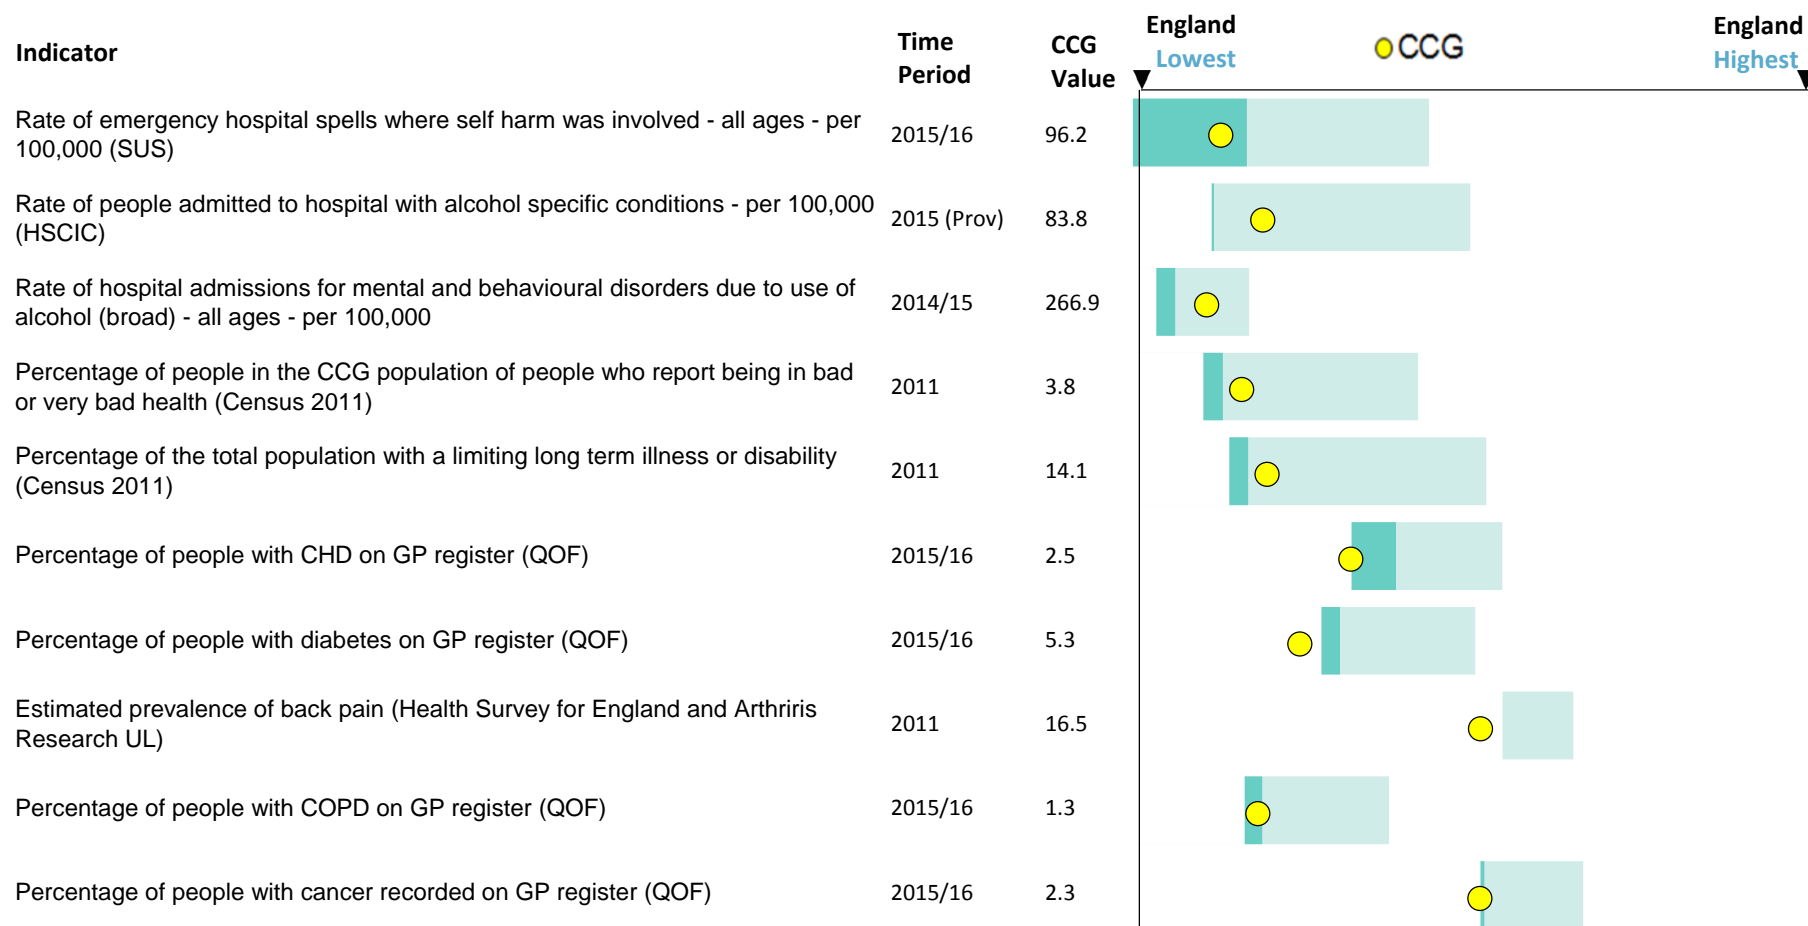 Indicator
Time
Period
CCG
Value
England
Lowest
CCG
England
Highest
Rate of emergency hospital spells where self harm was involved - all ages - per
100,000 (SUS)
2015/16
96.2
Rate of people admitted to hospital with alcohol specific conditions - per 100,000
(HSCIC)
2015 (Prov)
83.8
Rate of hospital admissions for mental and behavioural disorders due to use of
alcohol (broad) - all ages - per 100,000
2014/15
266.9
Percentage of people in the CCG population of people who report being in bad
or very bad health (Census 2011)
2011
3.8
Percentage of the total population with a limiting long term illness or disability
(Census 2011)
2011
14.1
Percentage of people with CHD on GP register (QOF)
2015/16
2.5
Percentage of people with diabetes on GP register (QOF)
2015/16
5.3
Estimated prevalence of back pain (Health Survey for England and Arthriris
Research UL)
2011
16.5
Percentage of people with COPD on GP register (QOF)
2015/16
1.3
Percentage of people with cancer recorded on GP register (QOF)
2015/16
2.3